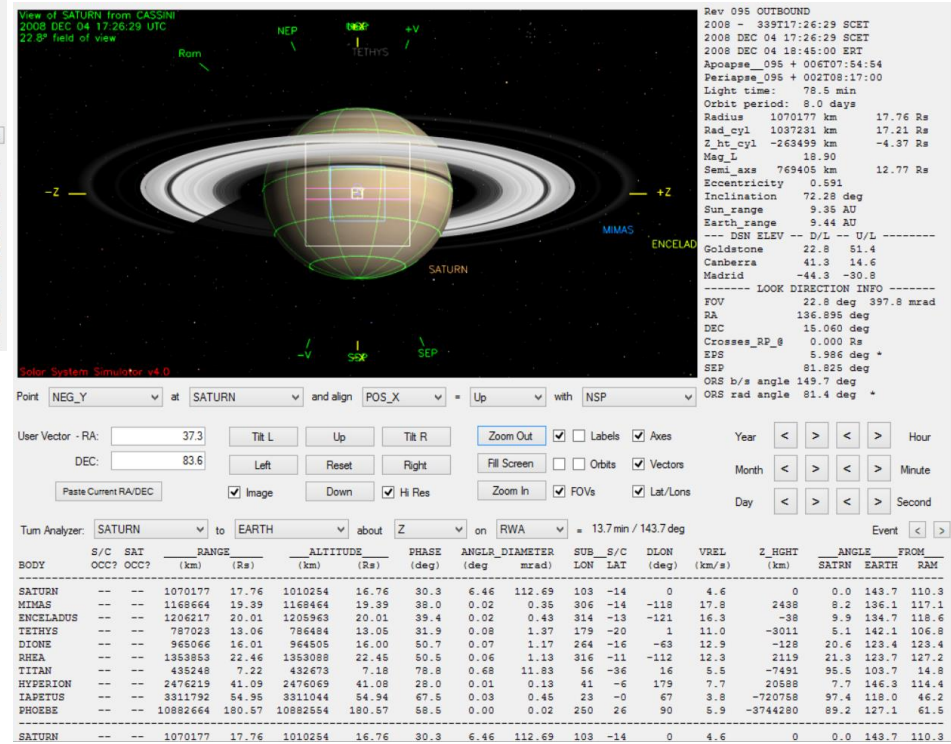 View of SATURN from CASSINI
2008 DEC 04 17:26:29 UTC
22.8° field of view
NEP
+V
Ram
TETHYS
-Z
+Z
MIMAS
ENCELAD
SATURN
-V
SEP
Solar System Simulator v4.0
Rev 095 OUTBOUND
2008 - 339T17:26:29 SCET
2008 DEC 04 17:26:29 SCET
2008 DEC 04 18:45:00 ERT
Apoapse__095 + 006T07:54:54
Periapse_095 + 002T08:17:00
Light time: 78.5 min
Orbit period: 8.0 days
Radius 1070177 km 17.76 Rs
Rad_cyl 1037231 km 17.21 Rs
Z_ht_cyl -263499 km -4.37 Rs
Mag_L 18.90
Semi_axs 769405 km 12.77 Rs
Eccentricity 0.591
Inclination 72.28 deg
Sun_range 9.35 AU
Earth_range 9.44 AU
--- DSN ELEV -- D/L -- U/L --------
Goldstone 22.8 51.4
Canberra 41.3 14.6
Madrid -44.3 -30.8
------- LOOK DIRECTION INFO -------
FOV 22.8 deg 397.8 mrad
RA 136.895 deg
DEC 15.060 deg
Crosses_RP_@ 0.000 Rs
EPS 5.986 deg *
SEP 81.825 deg
ORS b/s angle 149.7 deg
ORS rad angle 81.4 deg *
Point NEG_Y at SATURN and align POS_X = Up with NSP
User Vector - RA: 37.3 Tilt L Up Tilt R Zoom Out Labels Axes Year < > < > Hour
DEC: 83.6 Left Reset Right Fill Screen Orbits Vectors Month < > < > Minute
Paste Current RA/DEC Image Down Hi Res Zoom In FOVs Lat/Lons Day < > < > Second
Turn Analyzer: SATURN to EARTH about Z on RWA = 13.7 min / 143.7 deg Event < >
S/C SAT ____RANGE____ ___ALTITUDE___ PHASE ANGLR_DIAMETER SUB__S/C DLON VREL Z_HGHT ___ANGLE__FROM___
BODY OCC? OCC? (km) (Rs) (km) (Rs) (deg) (deg mrad) LON LAT (deg) (km/s) (km) SATRN EARTH RAM
SATURN -- -- 1070177 17.76 1010254 16.76 30.3 6.46 112.69 103 -14 0 4.6 0 0.0 143.7 110.3
MIMAS -- -- 1168664 19.39 1168464 19.39 38.0 0.02 0.35 306 -14 -118 17.8 2438 8.2 136.1 117.1
ENCELADUS -- -- 1206217 20.01 1205963 20.01 39.4 0.02 0.43 314 -13 -121 16.3 -38 9.9 134.7 118.6
TETHYS -- -- 787023 13.06 786484 13.05 31.9 0.08 1.37 179 -20 1 11.0 -3011 5.1 142.1 106.8
DIONE -- -- 965066 16.01 964505 16.00 50.7 0.07 1.17 264 -16 -63 12.9 -128 20.6 123.4 123.4
RHEA -- -- 1353853 22.46 1353088 22.45 50.5 0.06 1.13 316 -11 -112 12.3 2119 21.3 123.7 127.2
TITAN -- -- 435248 7.22 432673 7.18 78.8 0.68 11.83 56 -36 16 5.5 -7491 95.5 103.7 14.8
HYPERION -- -- 2476219 41.09 2476069 41.08 28.0 0.01 0.13 41 -6 179 7.7 20588 7.7 146.3 114.4
IAPETUS -- -- 3311792 54.95 3311044 54.94 67.5 0.03 0.45 23 -0 67 3.8 -720758 97.4 118.0 46.2
PHOEBE -- -- 10882664 180.57 10882554 180.57 58.5 0.00 0.02 250 26 90 5.9 -3744280 89.2 127.1 61.5
SATURN -- -- 1070177 17.76 1010254 16.76 30.3 6.46 112.69 103 -14 0 4.6 0 0.0 143.7 110.3